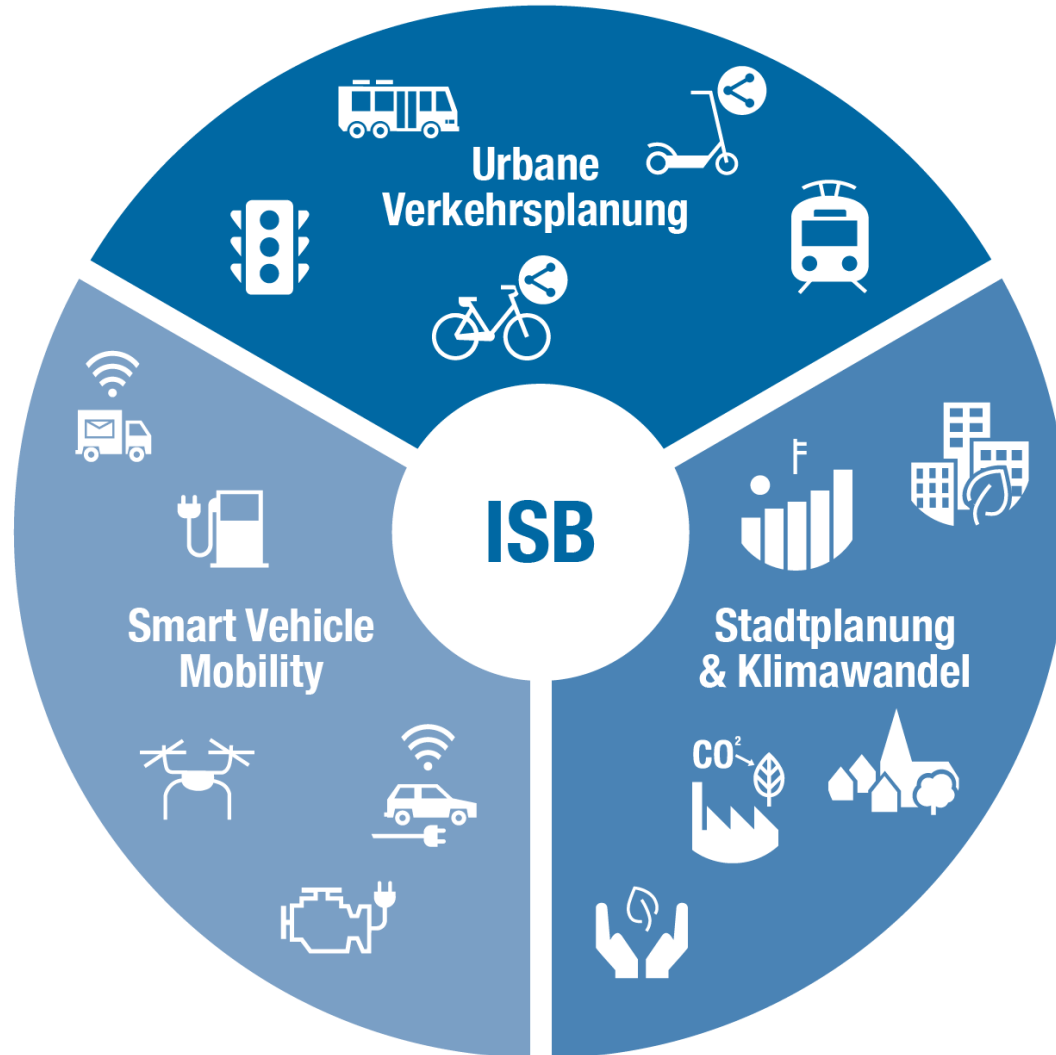 Urbane
Verkehrsplanung
ISB
Smart Vehicle
Mobility
Stadtplanung
& Klimawandel
CO²